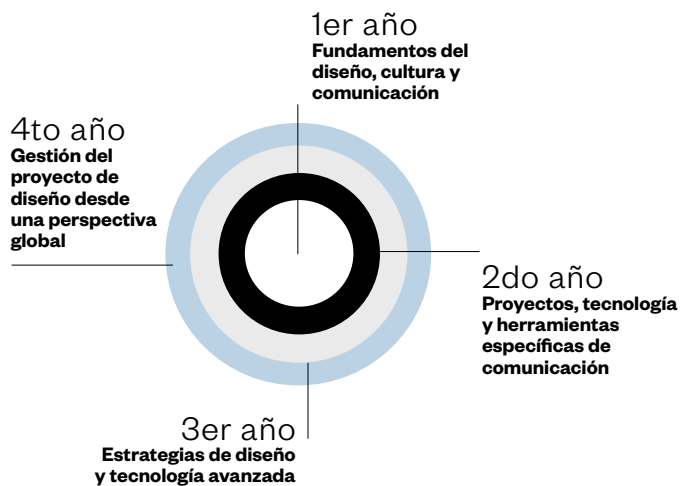 1er año
Fundamentos del
diseño, cultura y
comunicación
2do año
Proyectos, tecnología
y herramientas
específicas de
comunicación
3er año
Estrategias de diseño
y tecnología avanzada
4to año
Gestión del
proyecto de
diseño desde
una perspectiva
global